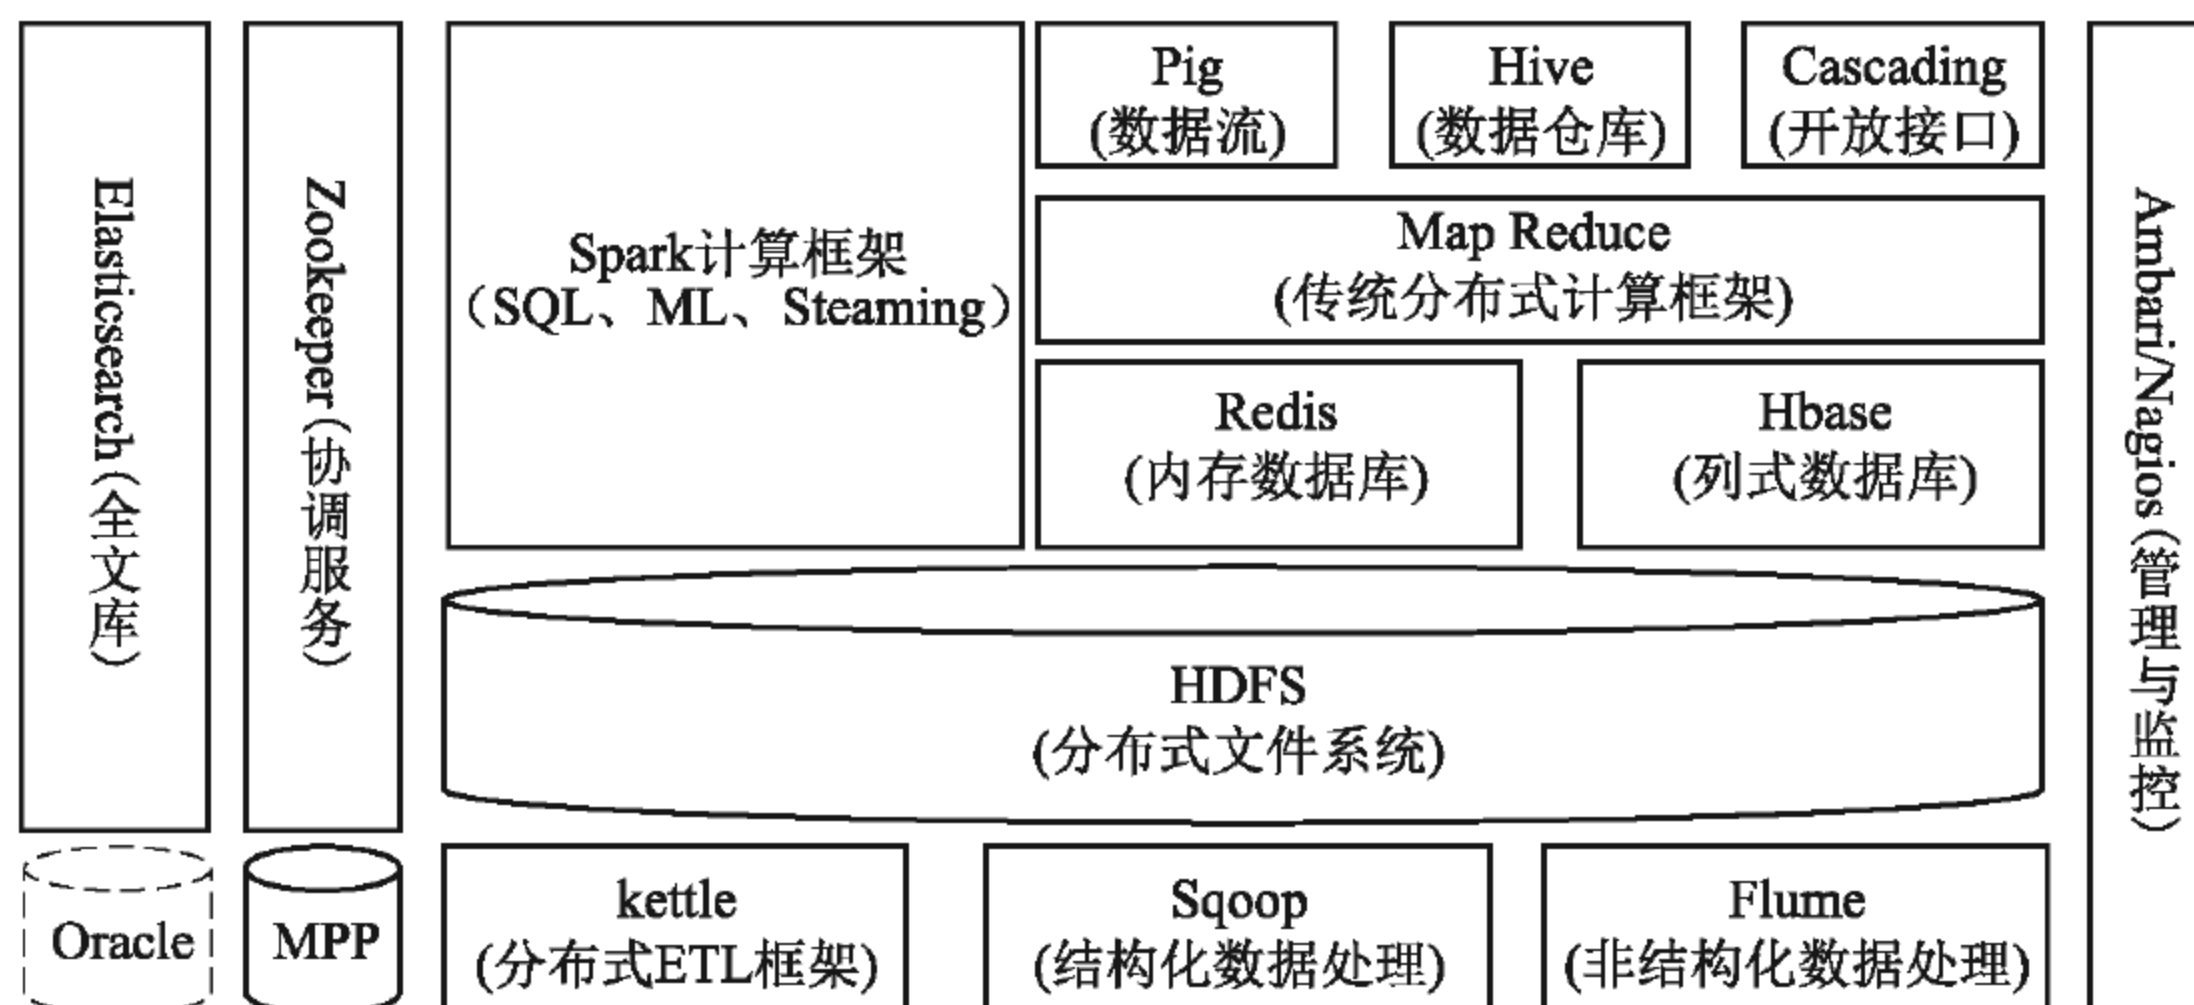 Elasticsearch(全文库)
Zookeeper(协调服务)
Spark计算框架
（SQL、ML、Steaming）
Pig
(数据流)
Hive
(数据仓库)
Cascading
(开放接口)
Map Reduce
(传统分布式计算框架)
Redis
(内存数据库)
Hbase
(列式数据库)
HDFS
(分布式文件系统)
Ambari/Nagios(管理与监控)
Oracle
MPP
kettle
(分布式ETL框架)
Sqoop
(结构化数据处理)
Flume
(非结构化数据处理)